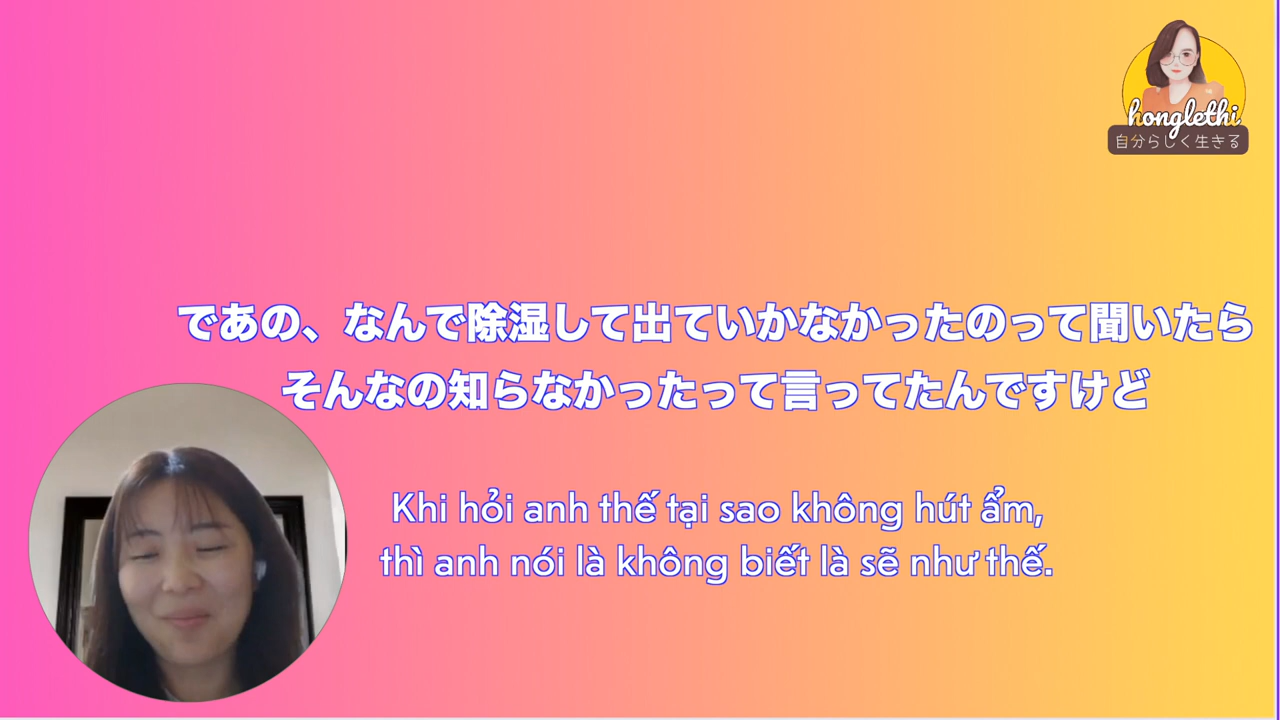 honglethi
自分らしく生きる
であの、なんで除湿して出ていかなかったのって聞いたら
そんなの知らなかったって言ってたんですけど
Khi hỏi anh thế tại sao không hút ẩm,
thì anh nói là không biết là sẽ như thế.